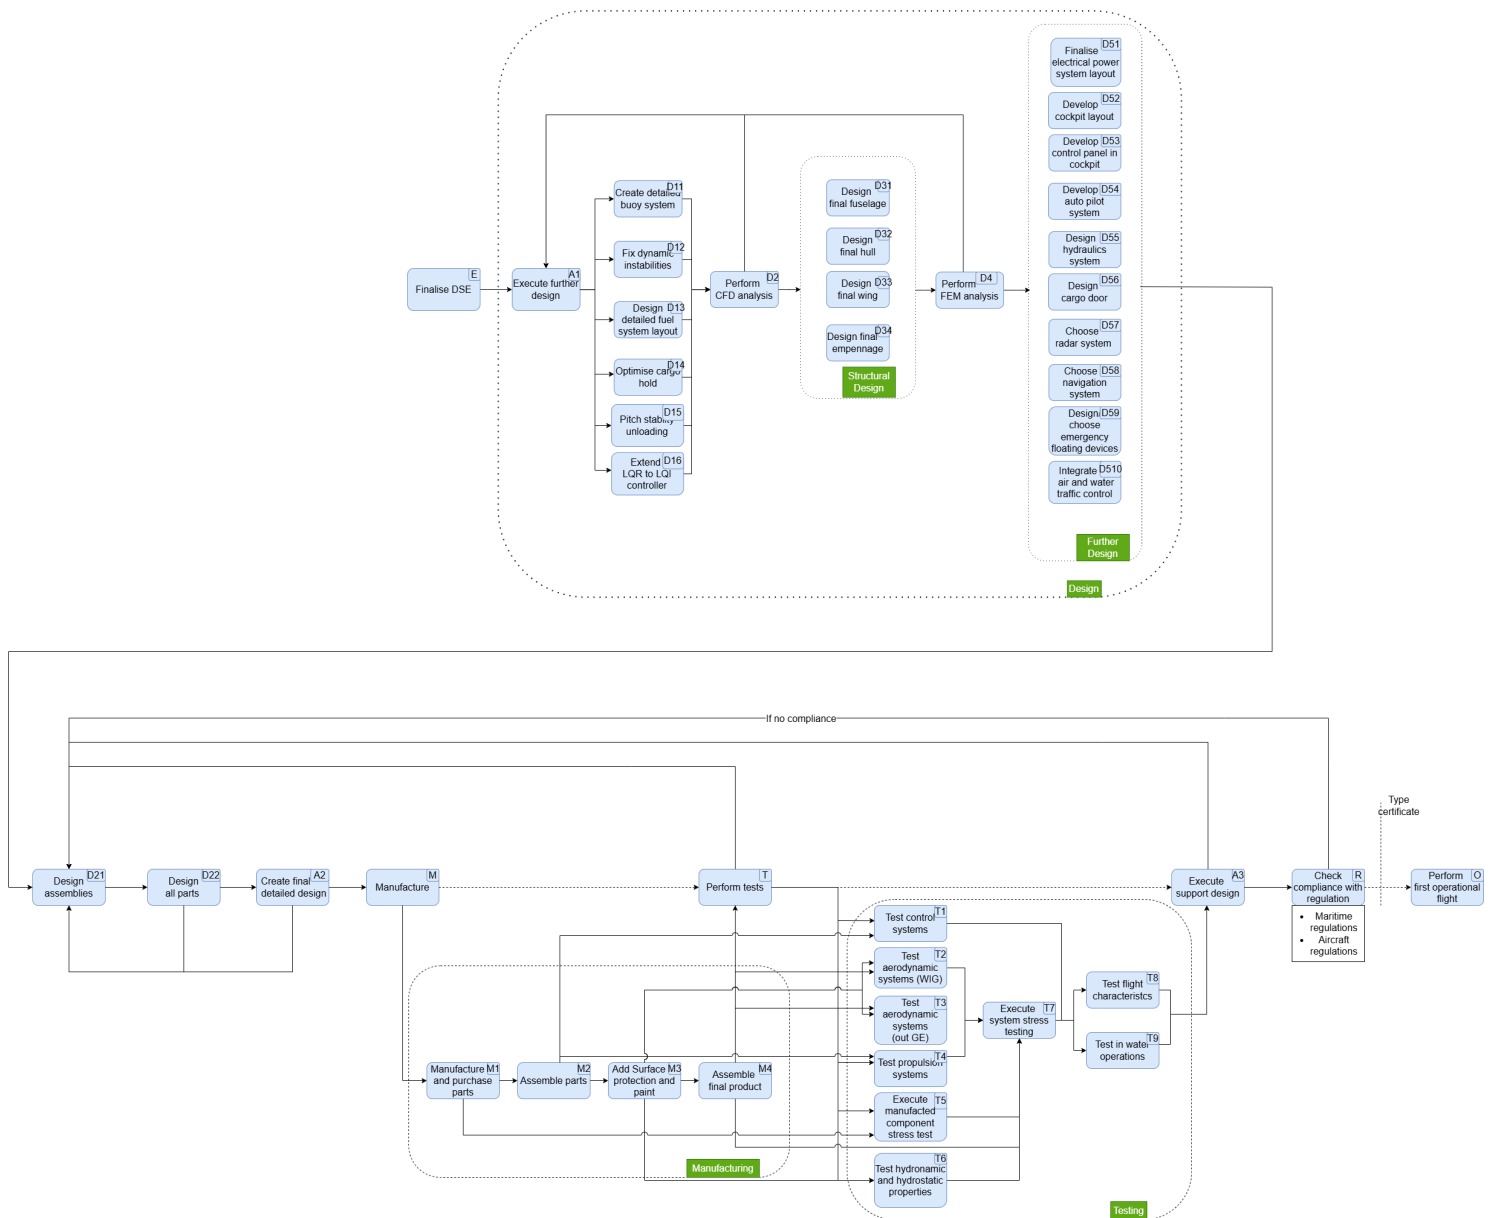 E
Finalise DSE
A1
Execute further
design
D11
Create detailed
buoy system
D12
Fix dynamic
instabilities
D13
Design
detailed fuel
system layout
D14
Optimise cargo
hold
D15
Pitch stablity
unloading
D16
Extend
LQR to LQI
controller
D2
Perform
CFD analysis
D31
Design
final fuselage
D32
Design
final hull
D33
Design
final wing
D34
Design final
empennage
Structural
Design
D4
Perform
FEM analysis
D51
Finalise
electrical power
system layout
D52
Develop
cockpit layout
D53
Develop
control panel in
cockpit
D54
Develop
auto pilot
system
D55
Design
hydraulics
system
D56
Design
cargo door
D57
Choose
radar system
D58
Choose
navigation
system
D59
Design/
choose
emergency
floating devices
D510
Integrate
air and water
traffic control
Further
Design
Design
If no compliance
Type
certificate
D21
Design
assemblies
D22
Design
all parts
A2
Create final
detailed design
M
Manufacture
T
Perform tests
A3
Execute
support design
R
Check
compliance with
regulation
• Maritime
regulations
• Aircraft
regulations
O
Perform
first operational
flight
M1
Manufacture
and purchase
parts
M2
Assemble parts
M3
Add Surface
protection and
paint
M4
Assemble
final product
Manufacturing
T1
Test control
systems
T2
Test
aerodynamic
systems (WIG)
T3
Test
aerodynamic
systems
(out GE)
T4
Test propulsion
systems
T5
Execute
manufacted
component
stress test
T6
Test hydronamic
and hydrostatic
properties
T7
Execute
system stress
testing
T8
Test flight
characteristcs
T9
Test in water
operations
Testing